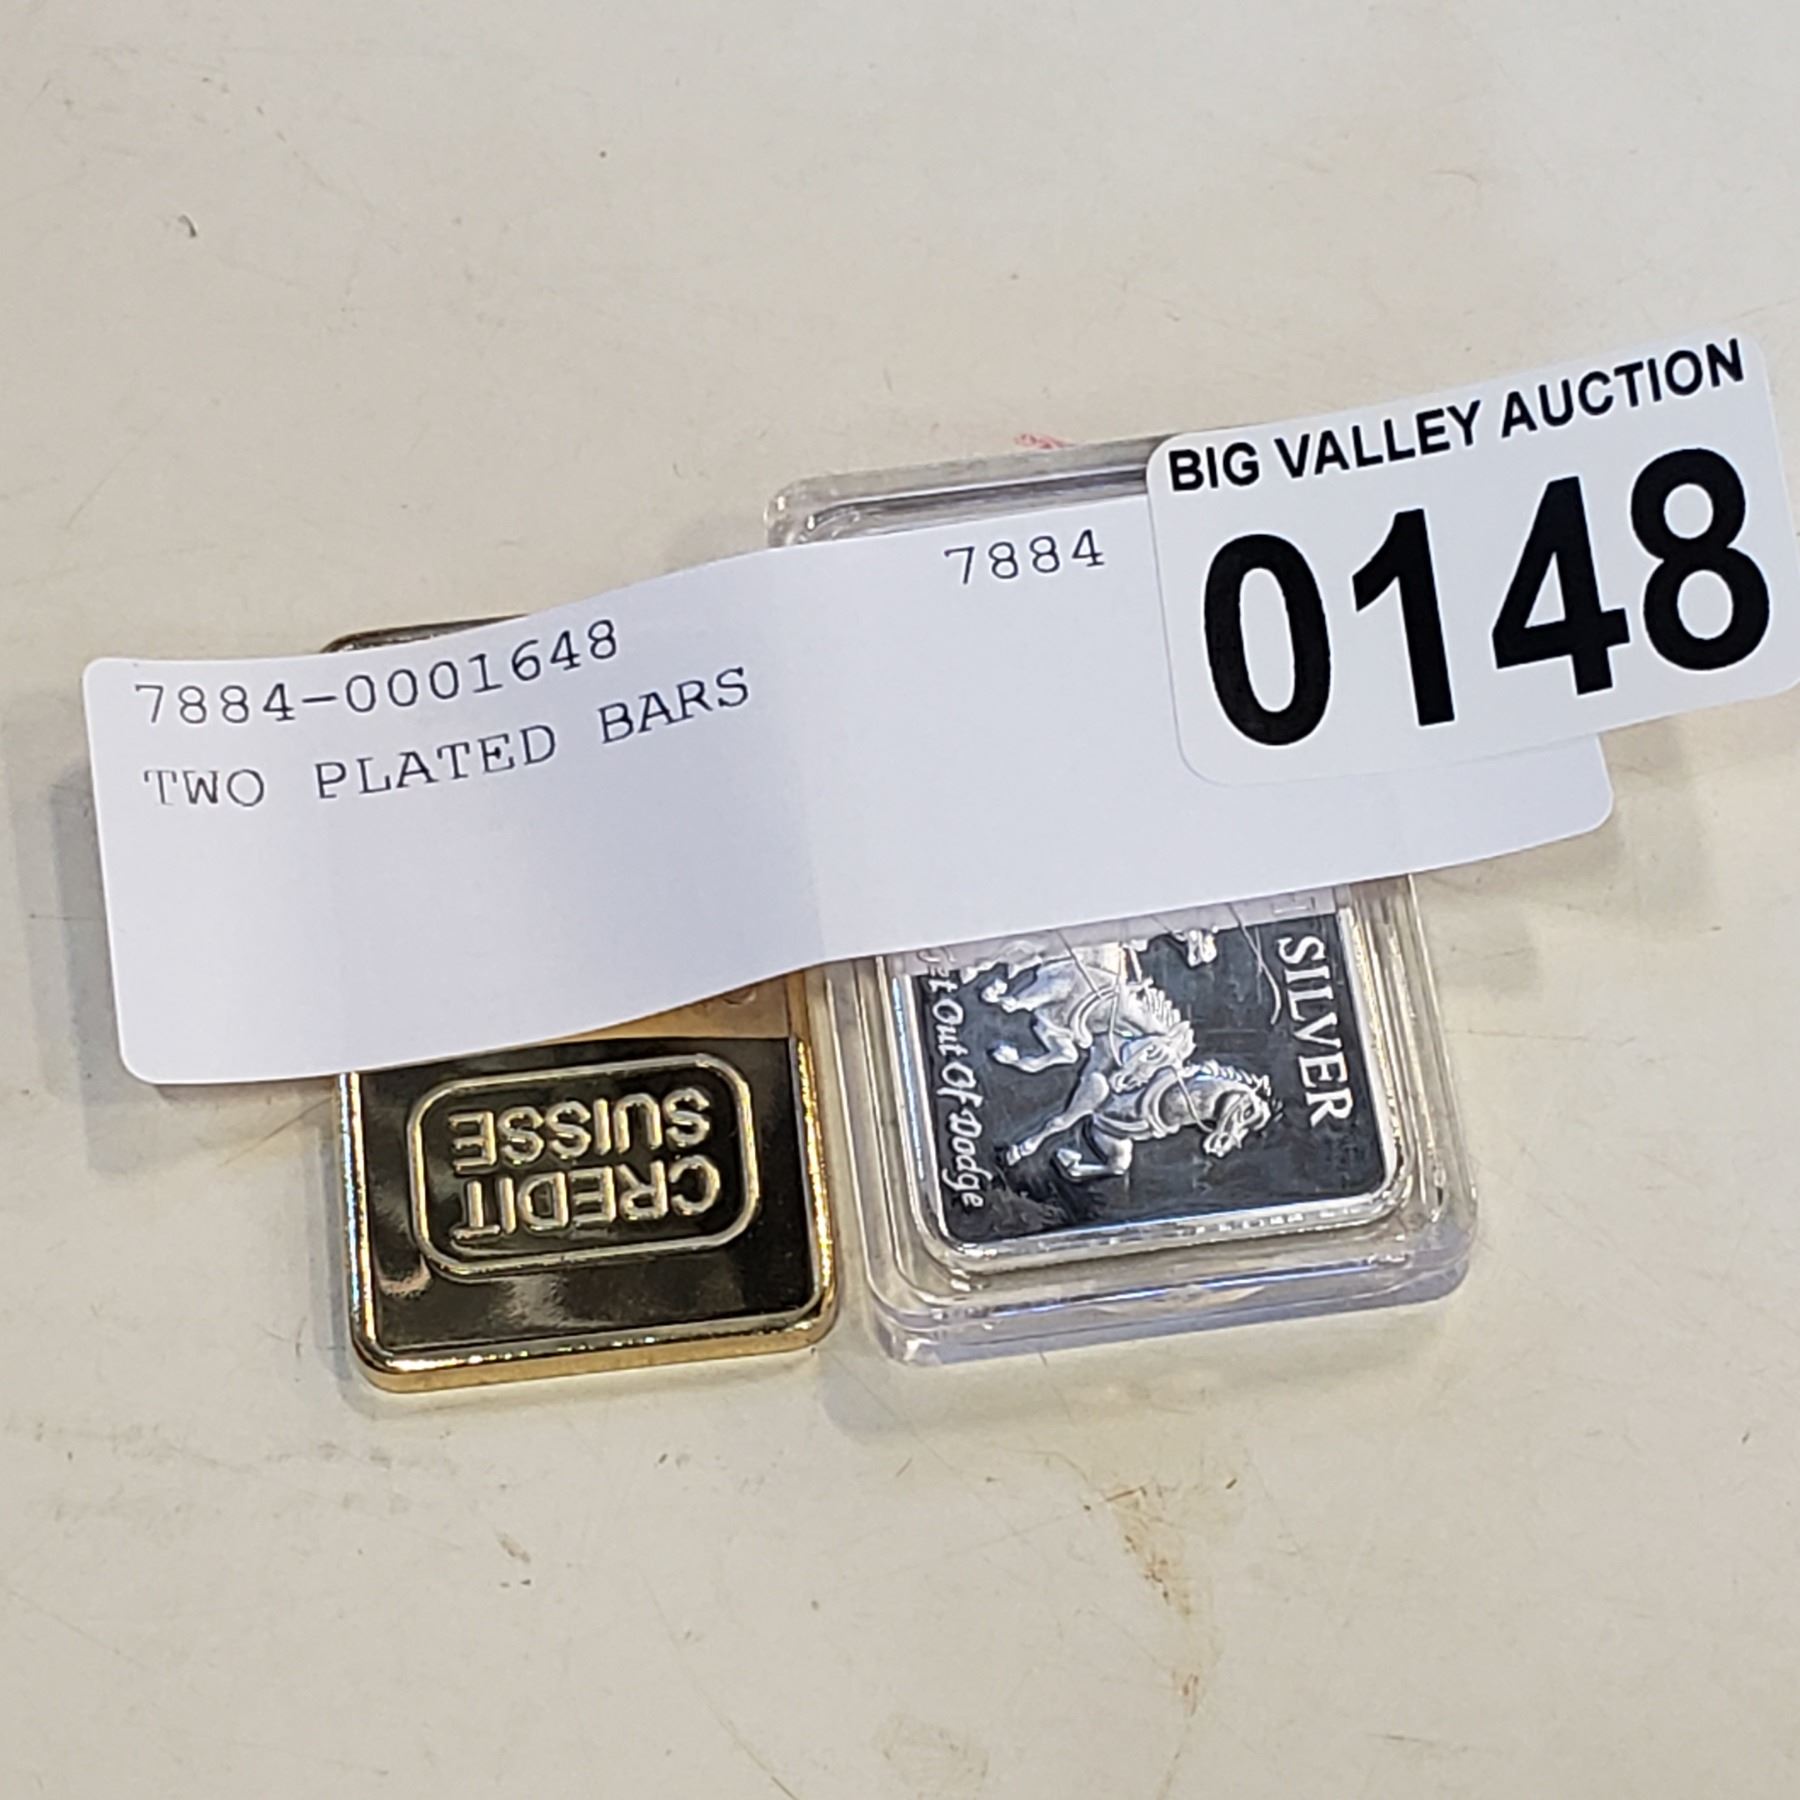 BIG VALLEY AUCTION
0148
7884
7884-0001648
TWO PLATED BARS
CREDIT
SUISSE
SILVER
Out Of Dodge